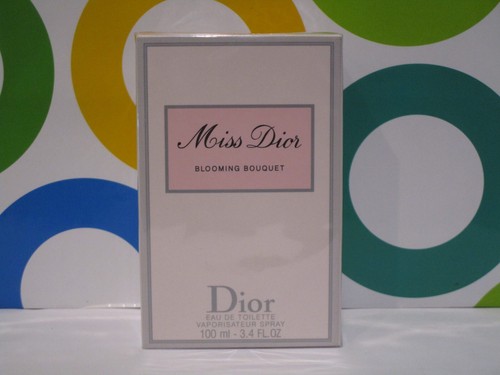 Miss Dior
BLOOMING BOUQUET
Dior
EAU DE TOILETTE
VAPORISATEUR SPRAY
100 ml - 3.4 FL.OZ